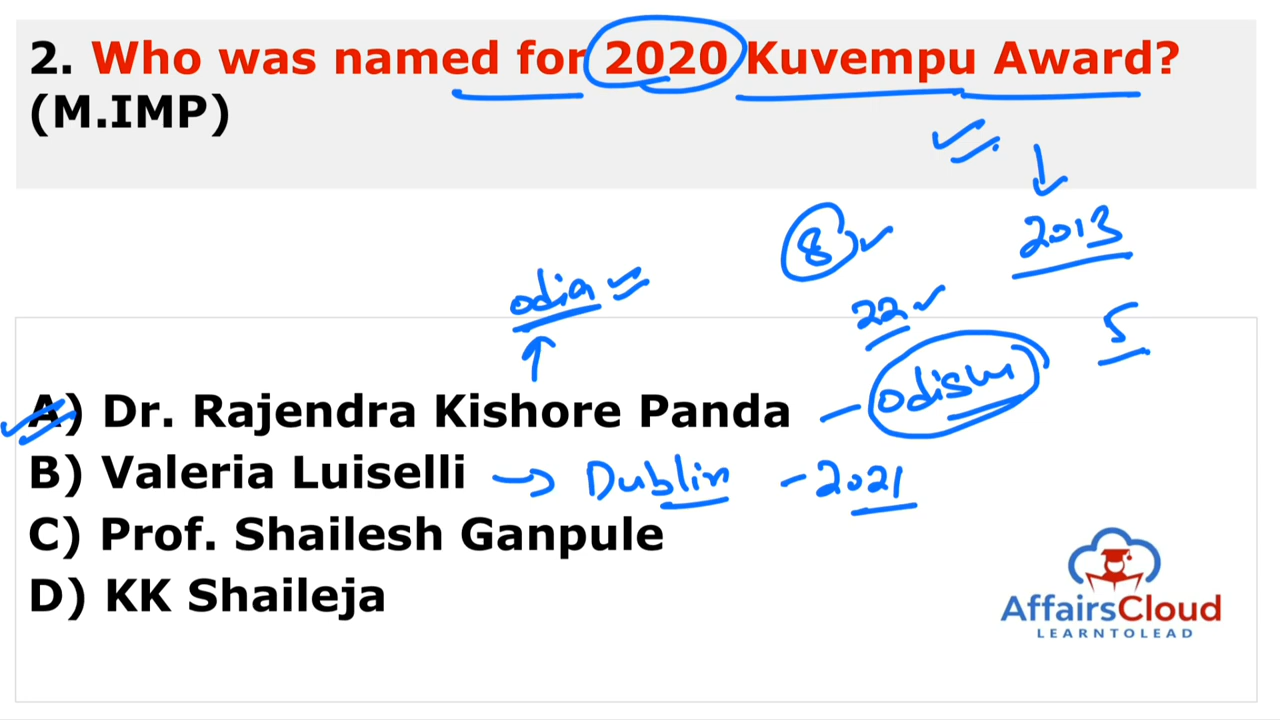 2. Who was named for 2020 Kuvempu Award?
(M.IMP)
8
2013
odia
22
5
A) Dr. Rajendra Kishore Panda
B) Valeria Luiselli → Dublin - 2021
C) Prof. Shailesh Ganpule
D) KK Shaileja
AffairsCloud
LEARNTOLEAD